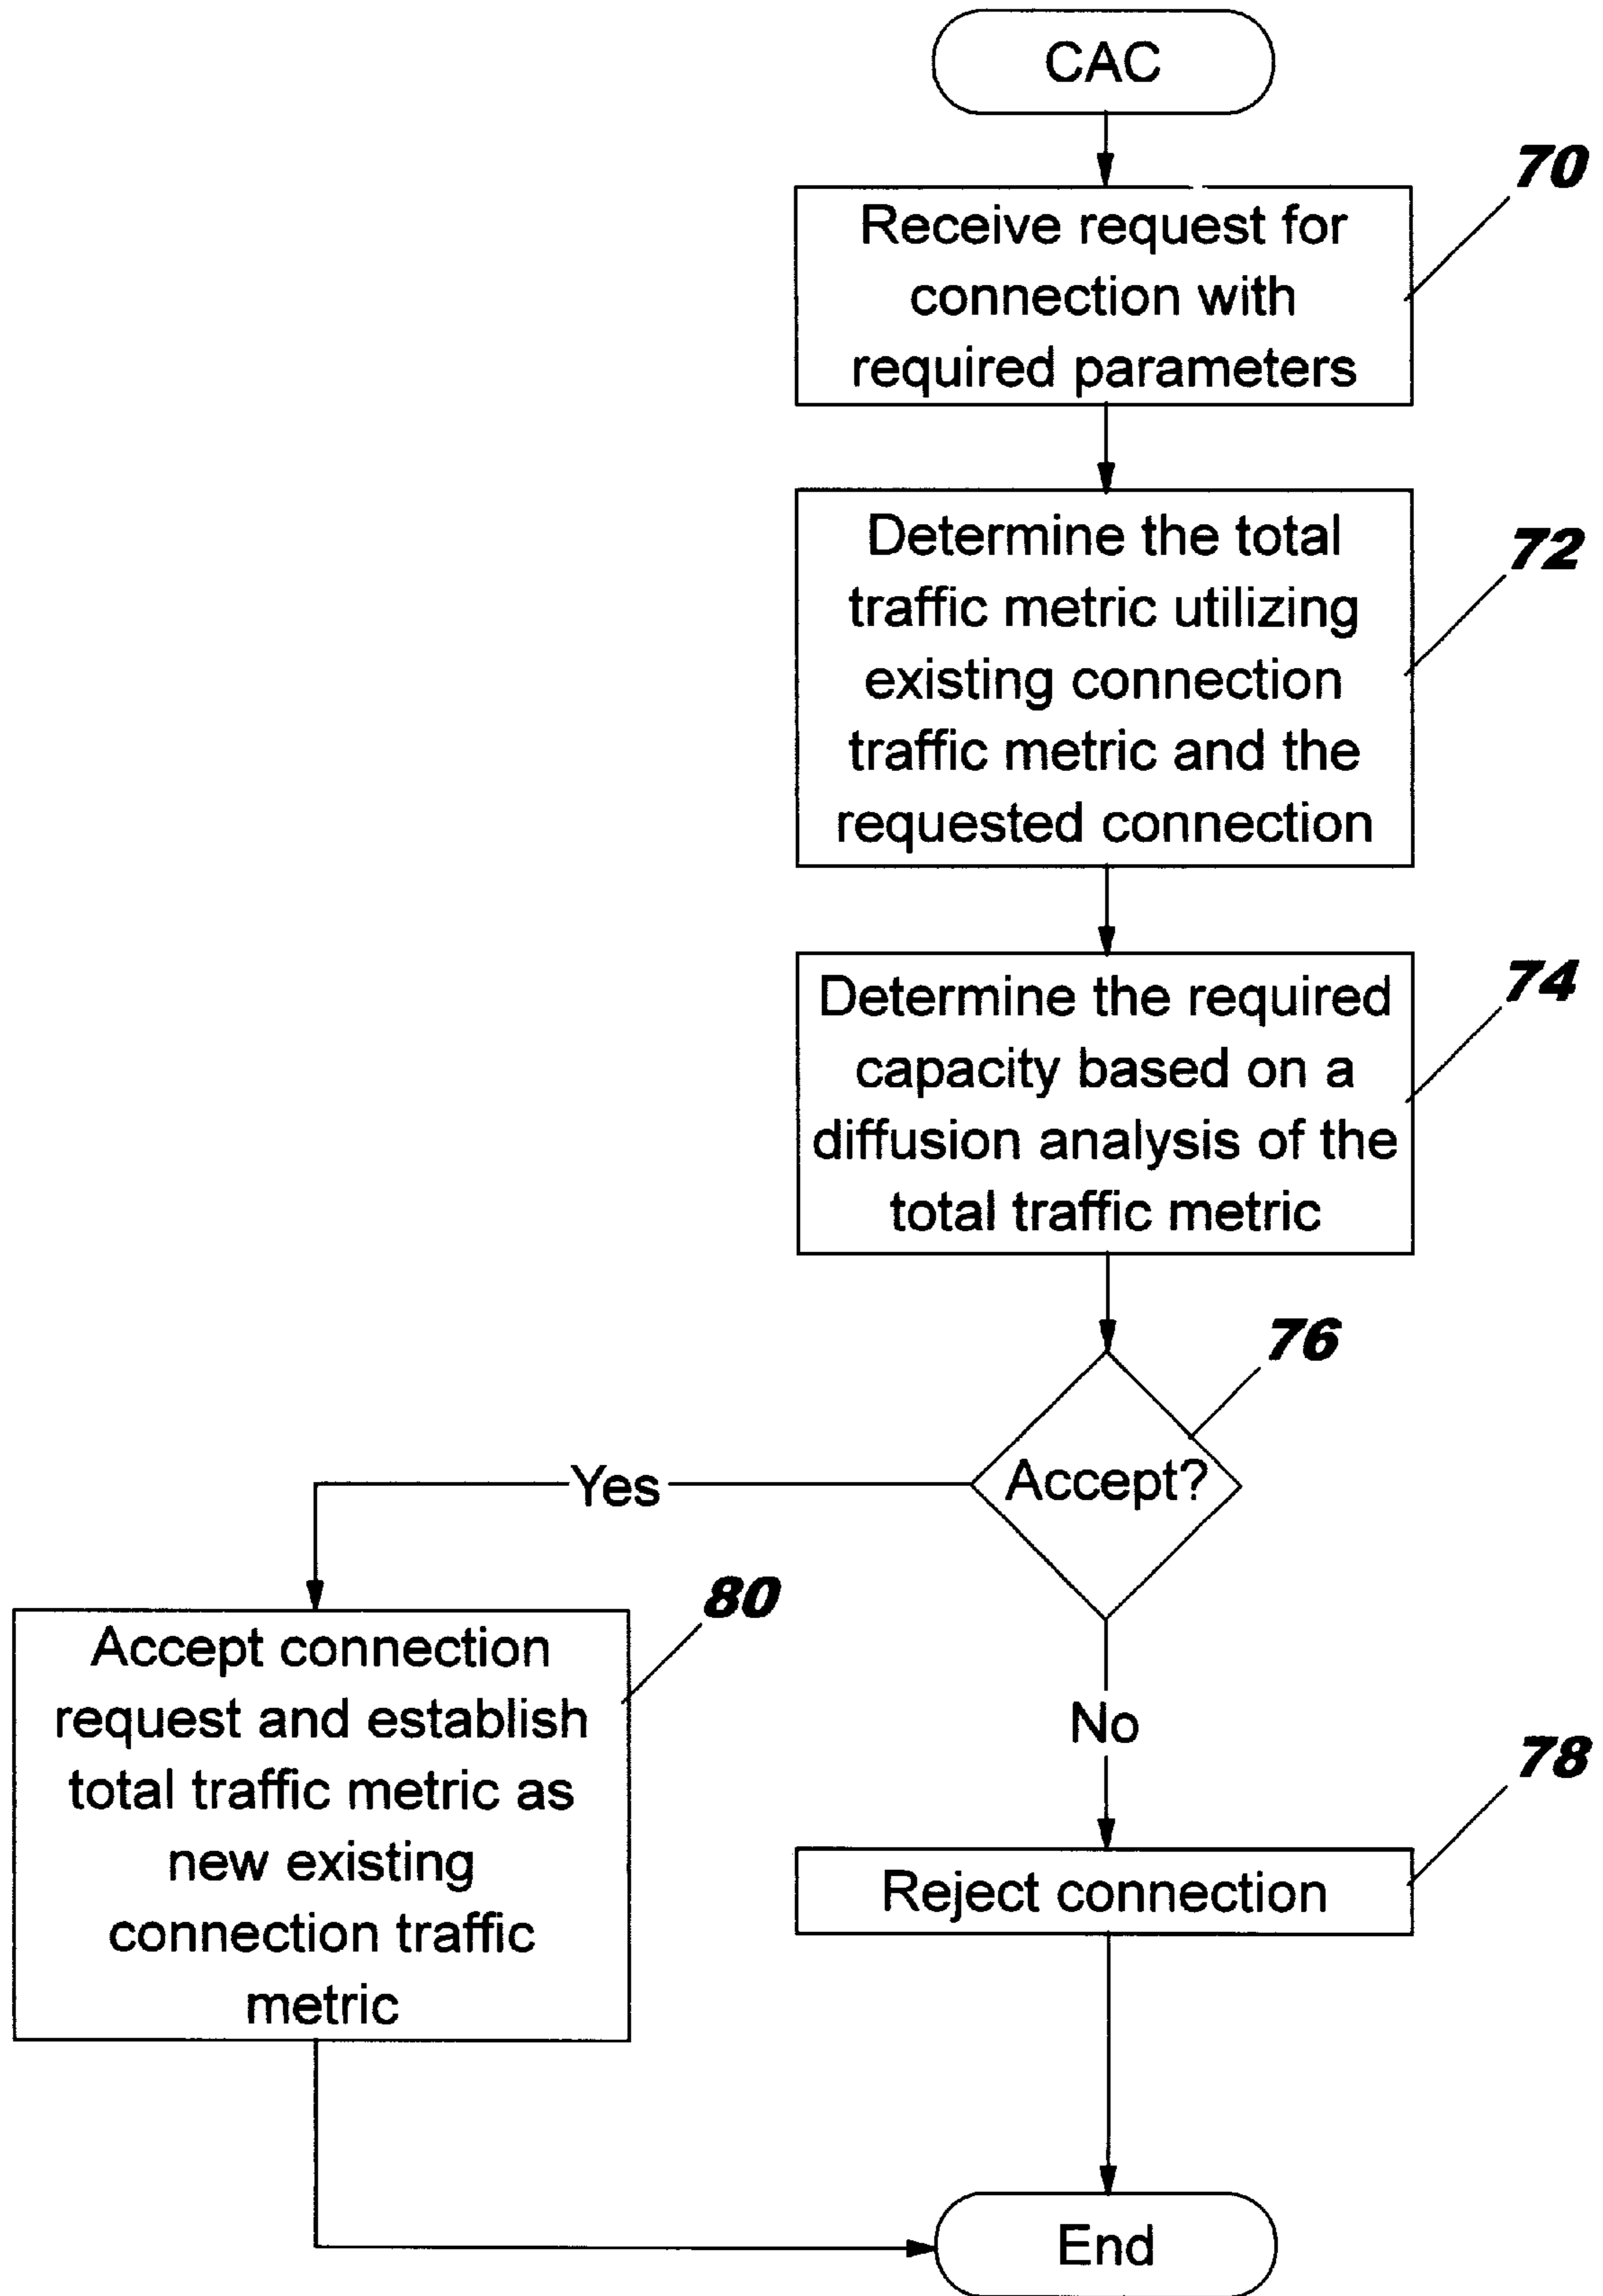 CAC
70
Receive request for
connection with
required parameters
72
Determine the total
traffic metric utilizing
existing connection
traffic metric and the
requested connection
74
Determine the required
capacity based on a
diffusion analysis of the
total traffic metric
76
Accept?
Yes
80
Accept connection
request and establish
total traffic metric as
new existing
connection traffic
metric
No
78
Reject connection
End